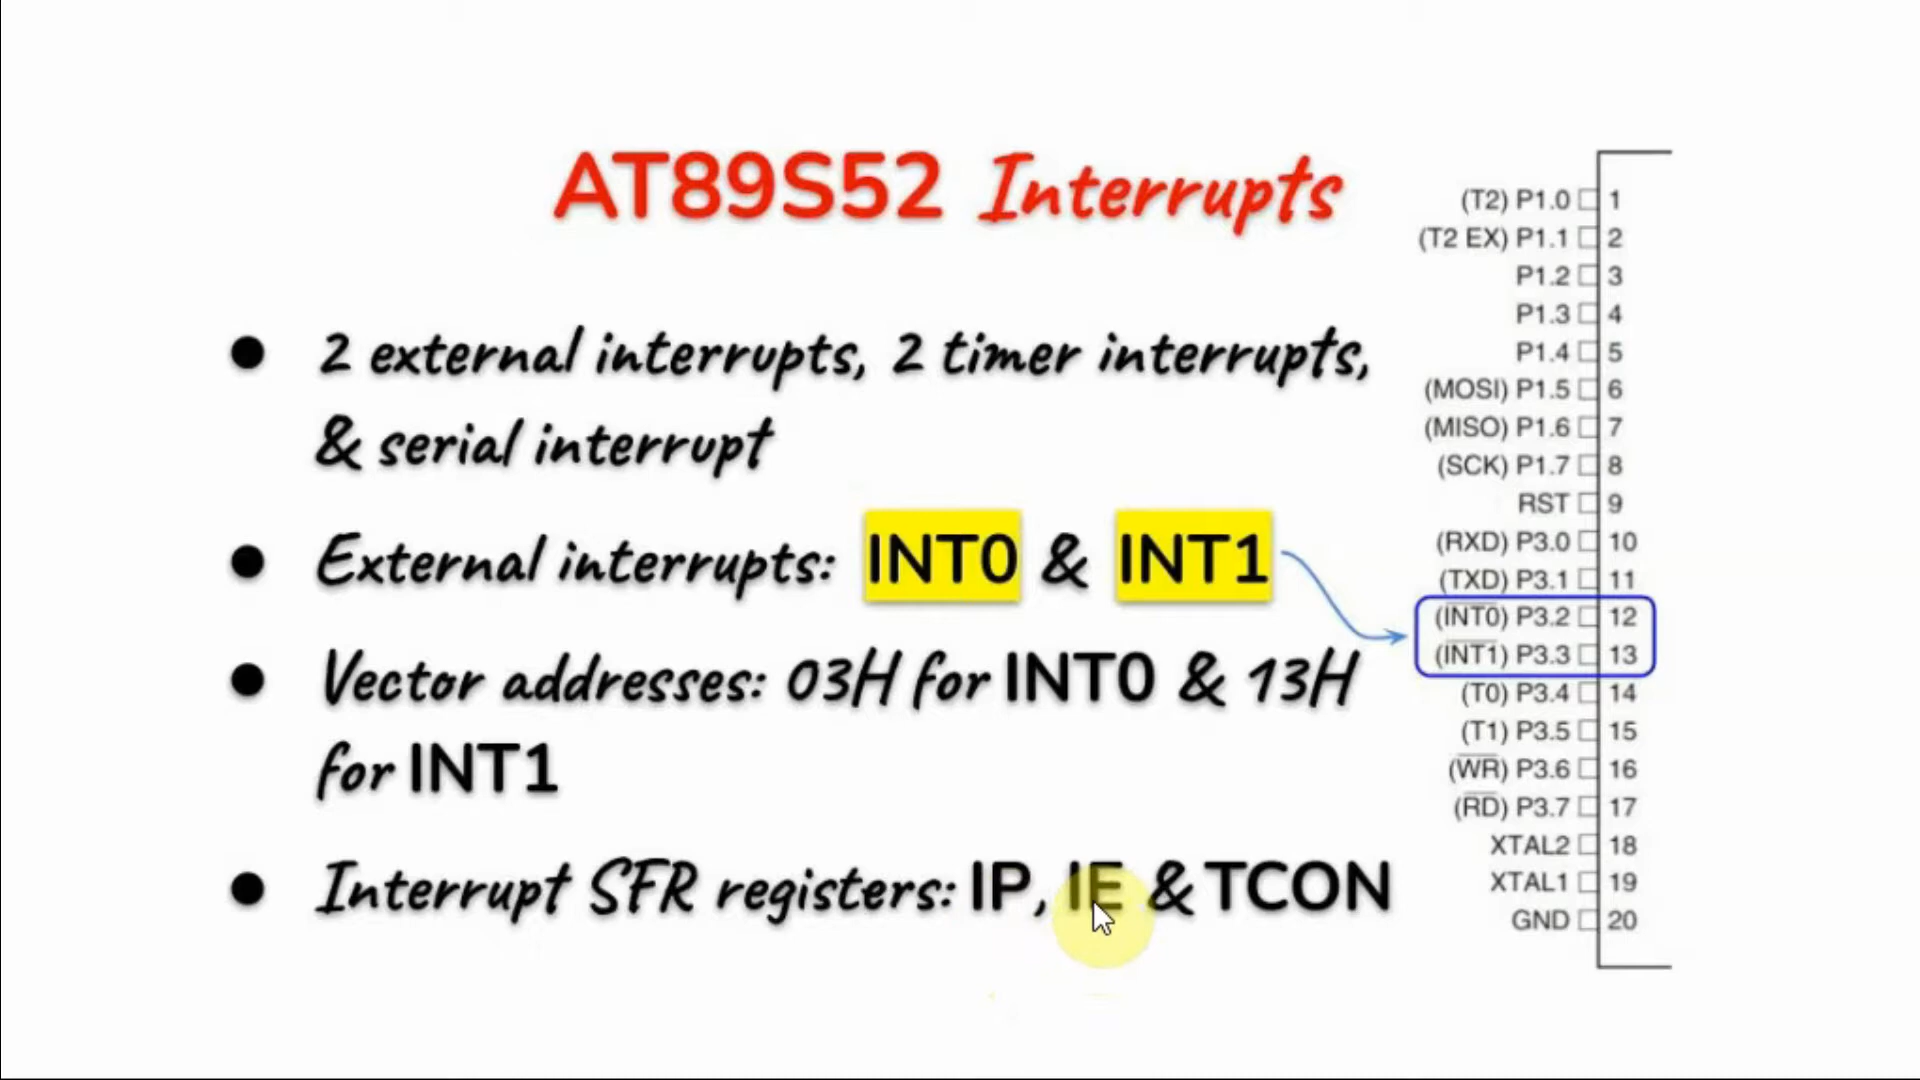 AT89S52 Interrupts
● 2 external interrupts, 2 timer interrupts,
& serial interrupt
● External interrupts: INT0 & INT1
● Vector addresses: 03H for INT0 & 13H
for INT1
● Interrupt SFR registers: IP, IE & TCON
(T2) P1.0 1
(T2 EX) P1.1 2
P1.2 3
P1.3 4
P1.4 5
(MOSI) P1.5 6
(MISO) P1.6 7
(SCK) P1.7 8
RST 9
(RXD) P3.0 10
(TXD) P3.1 11
(I̅N̅T̅0̅) P3.2 12
(I̅N̅T̅1̅) P3.3 13
(T0) P3.4 14
(T1) P3.5 15
(W̅R̅) P3.6 16
(R̅D̅) P3.7 17
XTAL2 18
XTAL1 19
GND 20